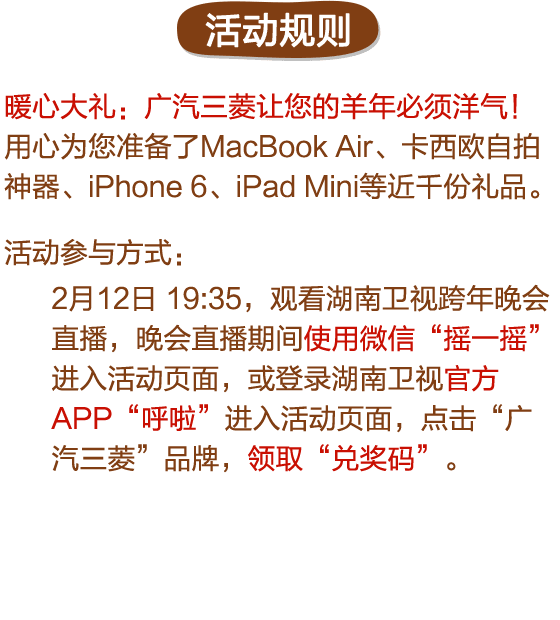 活动规则
暖心大礼：广汽三菱让您的羊年必须洋气！
用心为您准备了MacBook Air、卡西欧自拍
神器、iPhone 6、iPad Mini等近千份礼品。
活动参与方式：
2月12日 19:35，观看湖南卫视跨年晚会
直播，晚会直播期间使用微信“摇一摇”
进入活动页面，或登录湖南卫视官方
APP“呼啦”进入活动页面，点击“广
汽三菱”品牌，领取“兑奖码”。